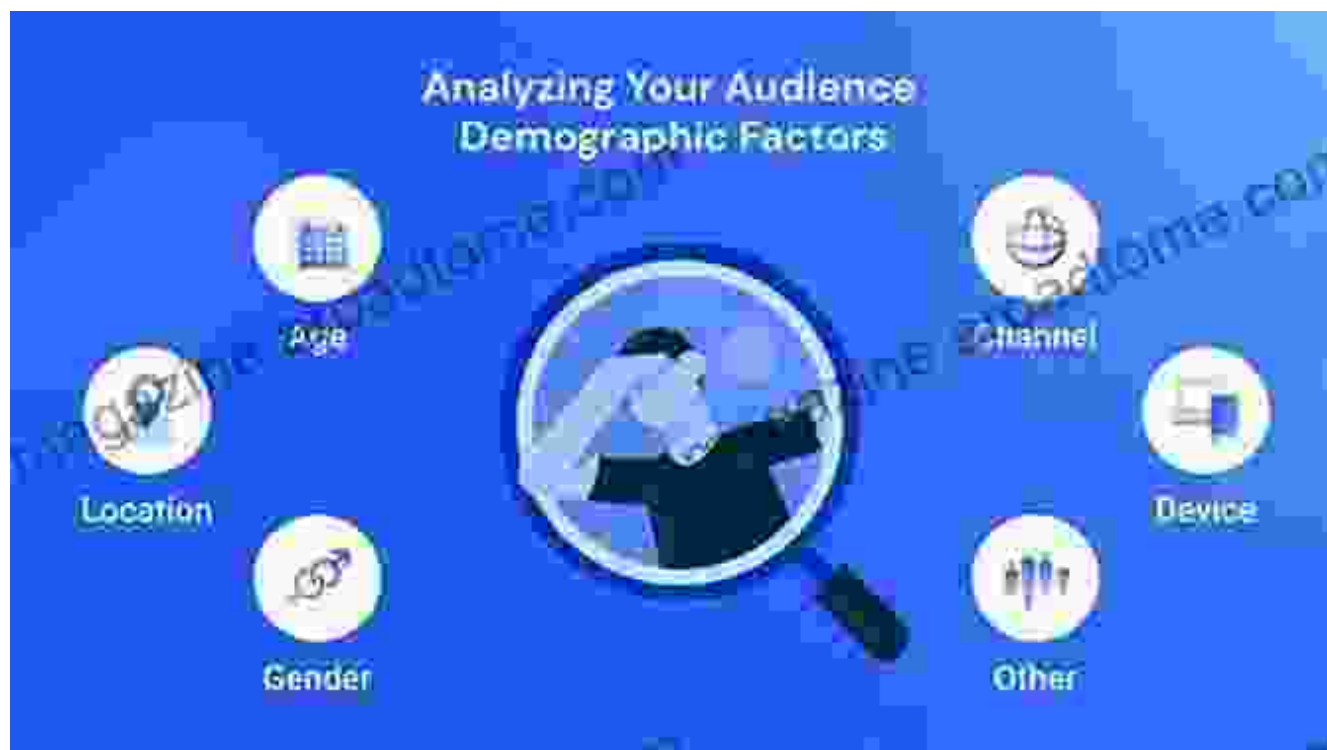 Analyzing Your Audience
Demographic Factors
Age
Channel
Location
Device
Gender
Other